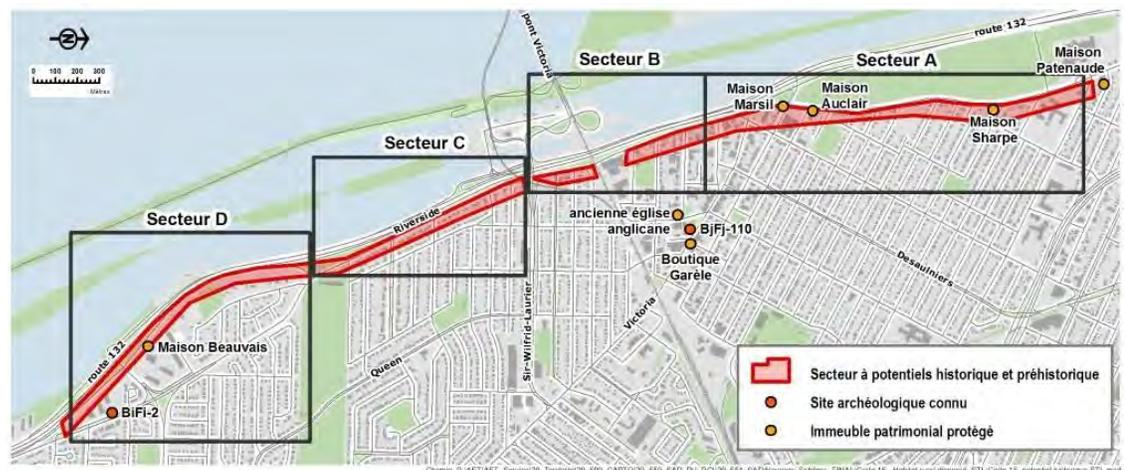 N
0 100 200 300
Mètres
pont Victoria
route 132
Secteur B
Secteur A
Maison
Patenaude
Maison
Marsil
Maison
Auclair
Maison
Sharpe
Secteur C
Secteur D
Riverside
ancienne église
anglicane
BjFj-110
Boutique
Garèle
Desaulniers
Victoria
Sir-Wilfrid-Laurier
Queen
route 132
Maison Beauvais
BiFi-2
Secteur à potentiels historique et préhistorique
Site archéologique connu
Immeuble patrimonial protégé